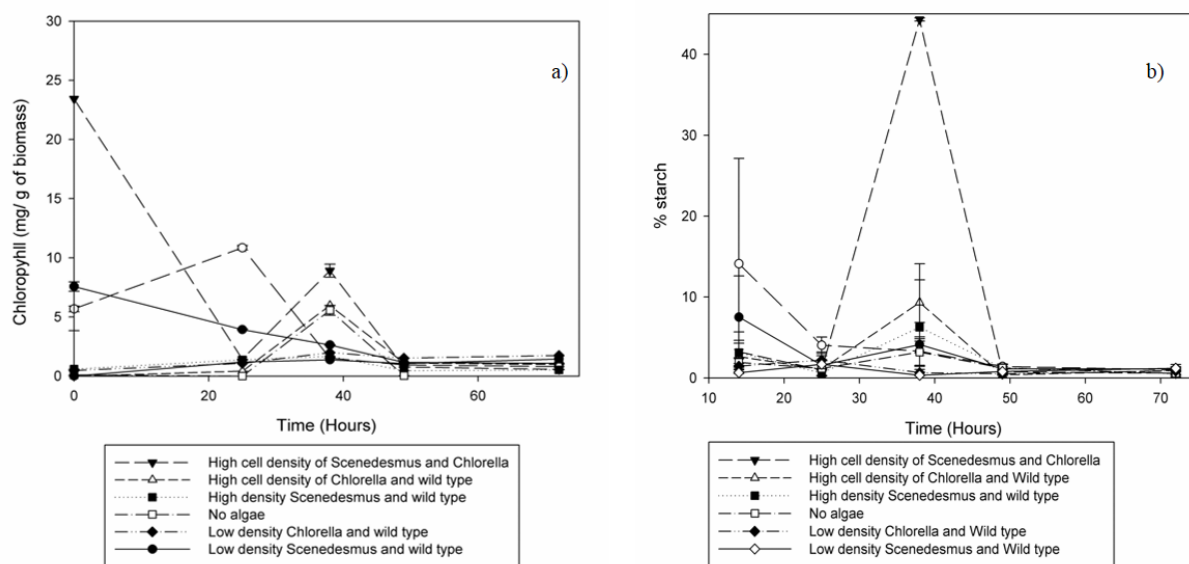 a)
30
25
20
15
10
5
0
Chloropyhll (mg/ g of biomass)
0 20 40 60
Time (Hours)
High cell density of Scenedesmus and Chlorella
High cell density of Chlorella and wild type
High density Scenedesmus and wild type
No algae
Low density Chlorella and wild type
Low density Scenedesmus and wild type
b)
40
30
20
10
0
% starch
10 20 30 40 50 60 70
Time (Hours)
High cell density of Scenedesmus and Chlorella
High cell density of Chlorella and Wild type
High density Scenedesmus and wild type
No algae
Low density Chlorella and Wild type
Low density Scenedesmus and Wild type